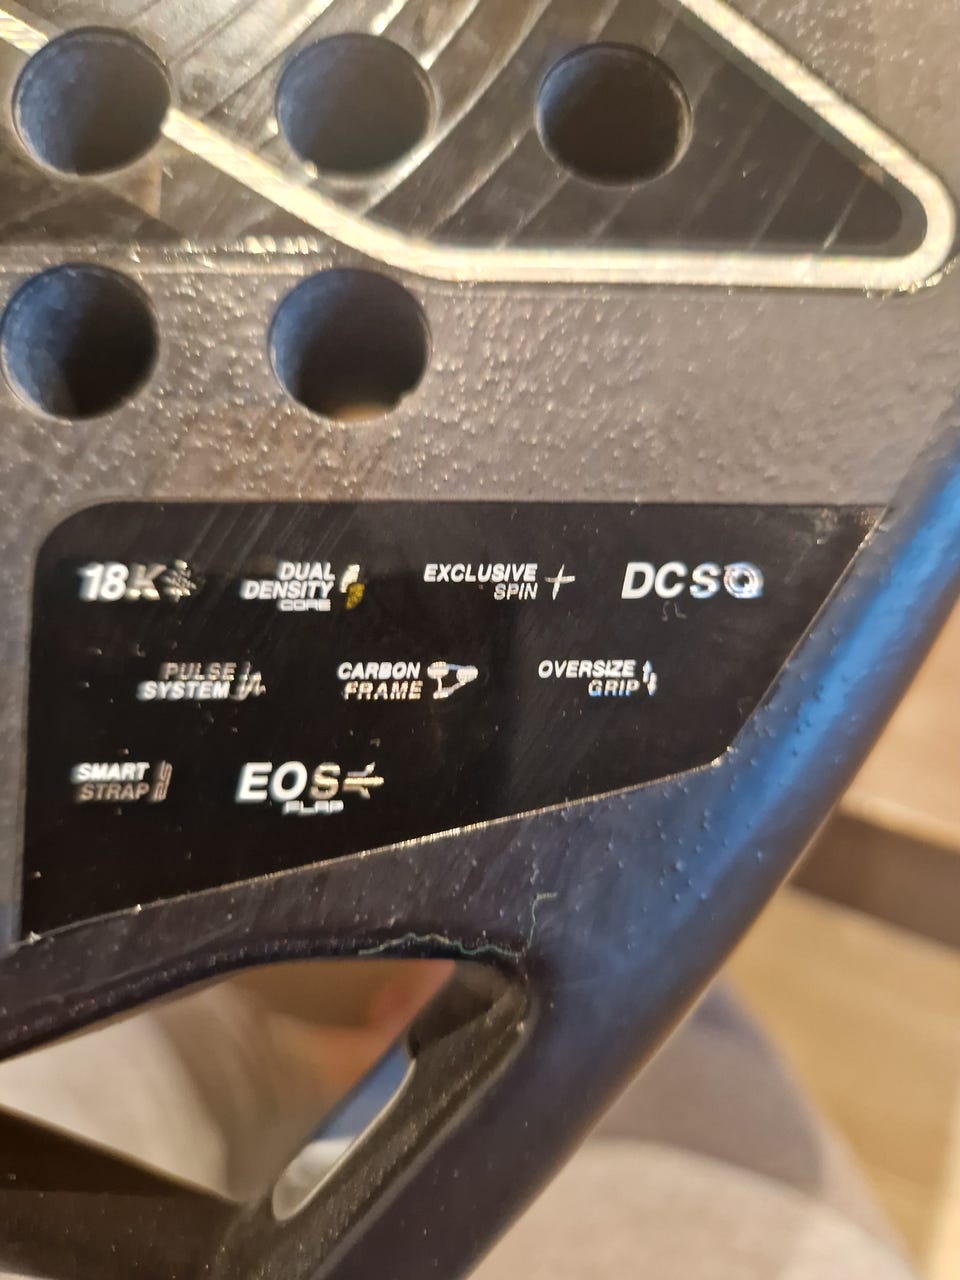 18K
DUAL
DENSITY
CORE
EXCLUSIVE
SPIN
DCS
PULSE
SYSTEM
CARBON
FRAME
OVERSIZE
GRIP
SMART
STRAP
EOS
FLAP